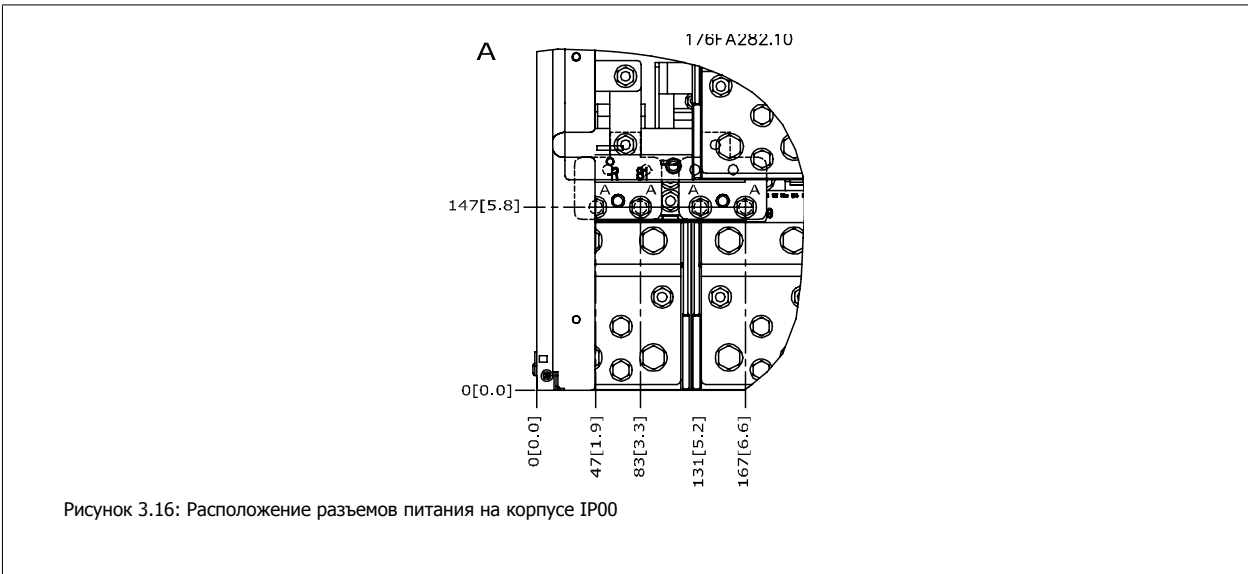 A
176FA282.10
A A A A
147[5.8]
0[0.0]
0[0.0]
47[1.9]
83[3.3]
131[5.2]
167[6.6]
Рисунок 3.16: Расположение разъемов питания на корпусе IP00